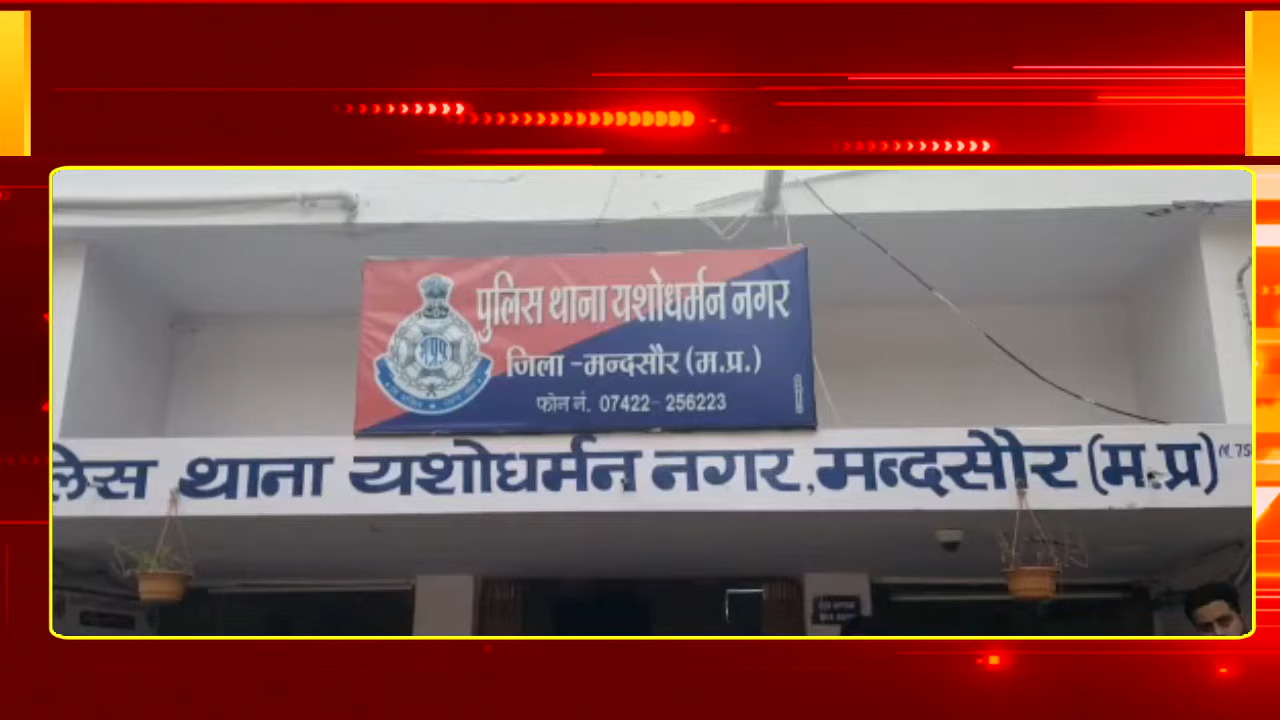 पुलिस थाना यशोधर्मन नगर
जिला -मन्दसौर (म.प्र.)
फोन नं. 07422-256223
लिस थाना यशोधर्मन नगर, मन्दसौर (म.प्र)